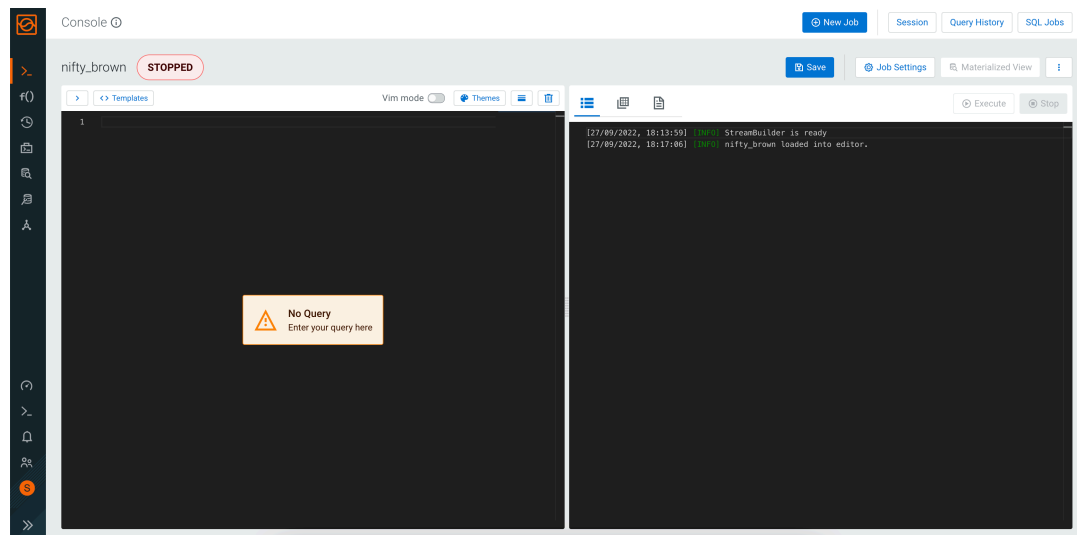 Console
New Job
Session
Query History
SQL Jobs
nifty_brown
STOPPED
Save
Job Settings
Materialized View
Templates
Vim mode
Themes
Execute
Stop
1
[27/09/2022, 18:13:59] [INFO] StreamBuilder is ready
[27/09/2022, 18:17:06] [INFO] nifty_brown loaded into editor.
No Query
Enter your query here
f()
S